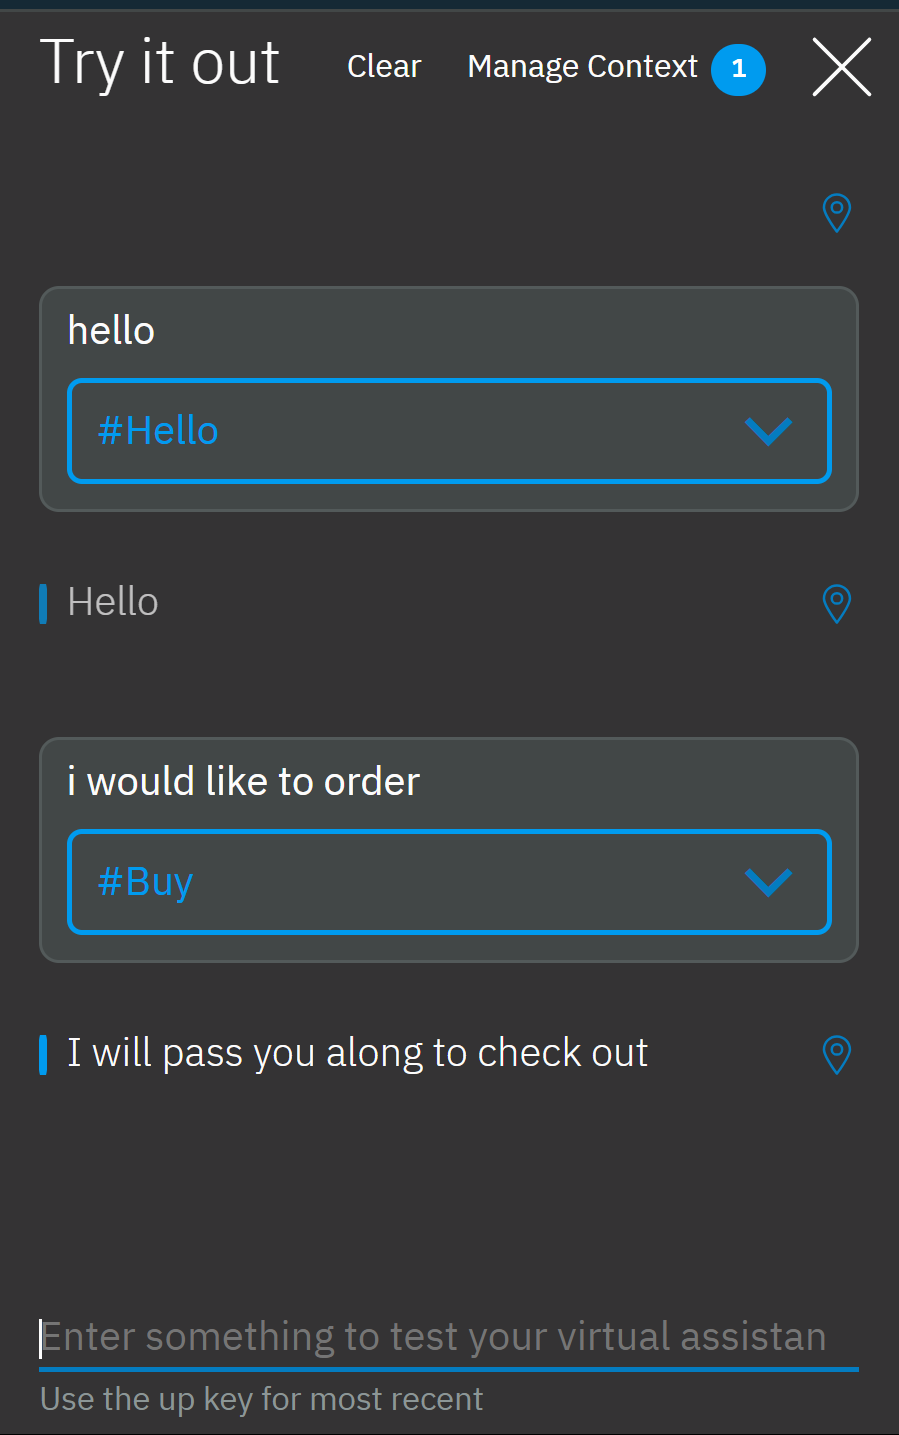 Try it out Clear Manage Context 1
hello
#Hello
Hello
i would like to order
#Buy
I will pass you along to check out
Enter something to test your virtual assistan
Use the up key for most recent